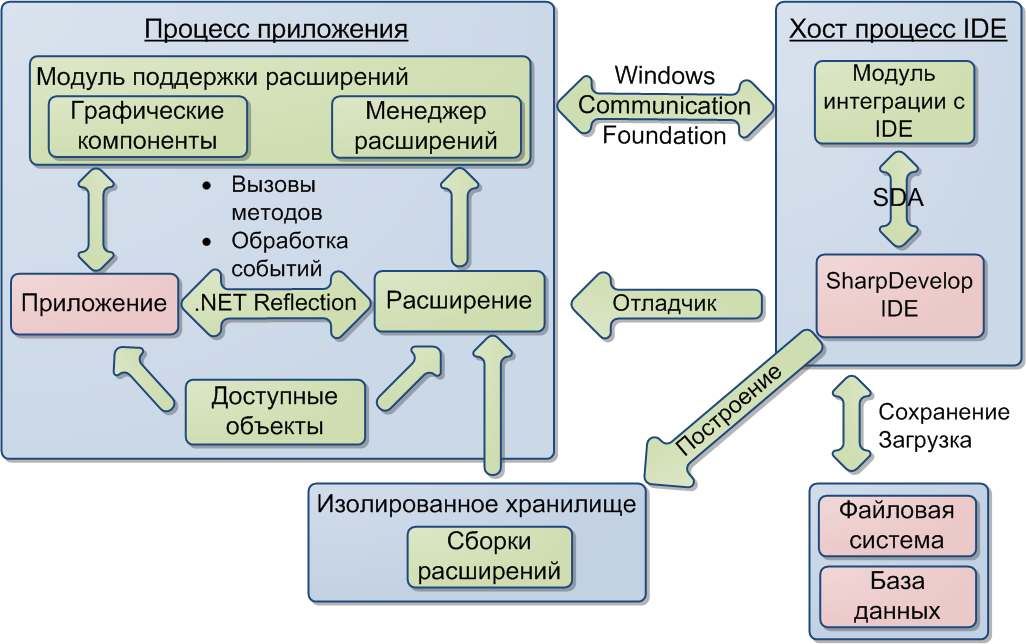 Процесс приложения
Модуль поддержки расширений
Графические
компоненты
Менеджер
расширений
Windows
Communication
Foundation
Хост процесс IDE
Модуль
интеграции с
IDE
SDA
SharpDevelop
IDE
• Вызовы
методов
• Обработка
событий
Приложение
.NET Reflection
Расширение
Отладчик
Доступные
объекты
Построение
Сохранение
Загрузка
Изолированное хранилище
Сборки
расширений
Файловая
система
База
данных